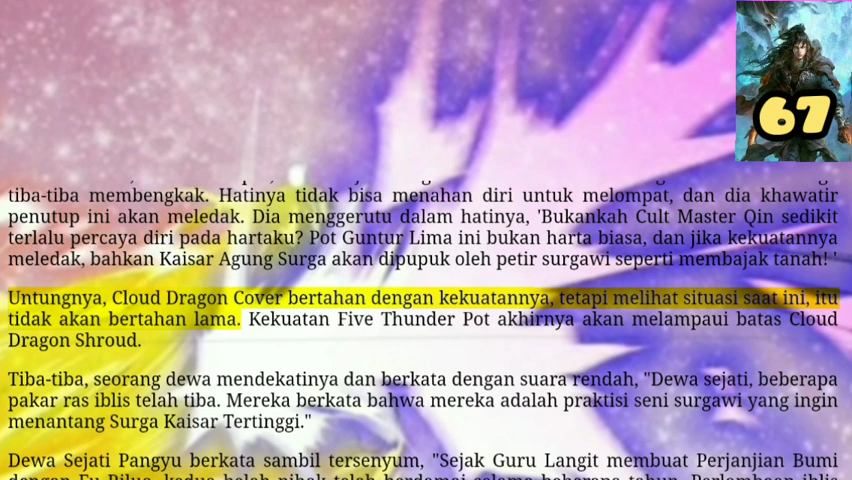 67
tiba-tiba membengkak. Hatinya tidak bisa menahan diri untuk melompat, dan dia khawatir
penutup ini akan meledak. Dia menggerutu dalam hatinya, 'Bukankah Cult Master Qin sedikit
terlalu percaya diri pada hartaku? Pot Guntur Lima ini bukan harta biasa, dan jika kekuatannya
meledak, bahkan Kaisar Agung Surga akan dipupuk oleh petir surgawi seperti membajak tanah! '
Untungnya, Cloud Dragon Cover bertahan dengan kekuatannya, tetapi melihat situasi saat ini, itu
tidak akan bertahan lama. Kekuatan Five Thunder Pot akhirnya akan melampaui batas Cloud
Dragon Shroud.
Tiba-tiba, seorang dewa mendekatinya dan berkata dengan suara rendah, "Dewa sejati, beberapa
pakar ras iblis telah tiba. Mereka berkata bahwa mereka adalah praktisi seni surgawi yang ingin
menantang Surga Kaisar Tertinggi."
Dewa Sejati Pangyu berkata sambil tersenyum, "Sejak Guru Langit membuat Perjanjian Bumi